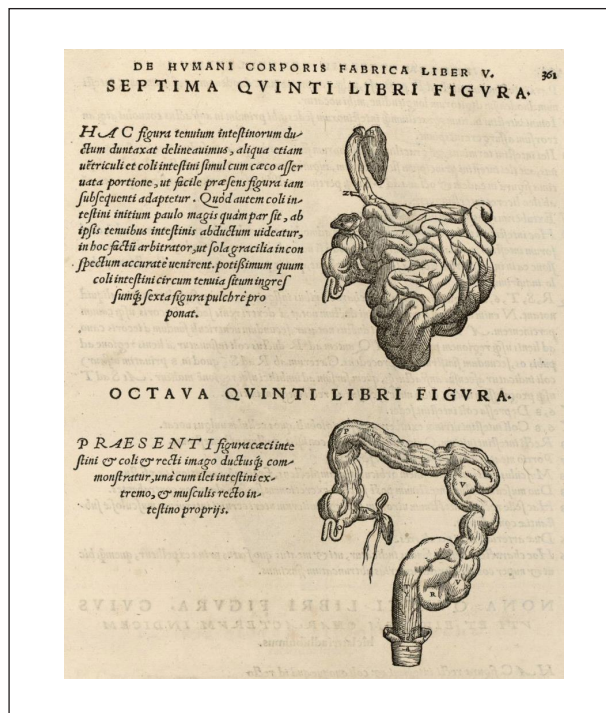 DE HVMANI CORPORIS FABRICA LIBER V. 361
SEPTIMA QVINTI LIBRI FIGVRA.
HAC figura tenuium inteſtinorum du-
ctum duntaxat delineauimus, aliqua etiam
uẽtriculi et coli inteſtini ſimul cum cæco aſſer
uata portione, ut facile præſens figura iam
ſubſequenti adaptetur. Quòd autem coli in-
teſtini initium paulo magis quàm par ſit, ab
ipſis tenuibus inteſtinis abductum uideatur,
in hoc factũ arbitrator, ut ſola gracilia in con
ſpectum accuratè uenirent. potiſsimum quum
coli inteſtini circum tenuia ſitum ingreſ
ſumq́; ſexta figura pulchrè pro
ponat.
OCTAVA QVINTI LIBRI FIGVRA.
PRAESENTI figura cæci inte
ſtini & coli & recti imago ductusq́; com-
monſtratur, unà cum ilei inteſtini ex-
tremo, & muſculis recto in-
teſtino proprijs.